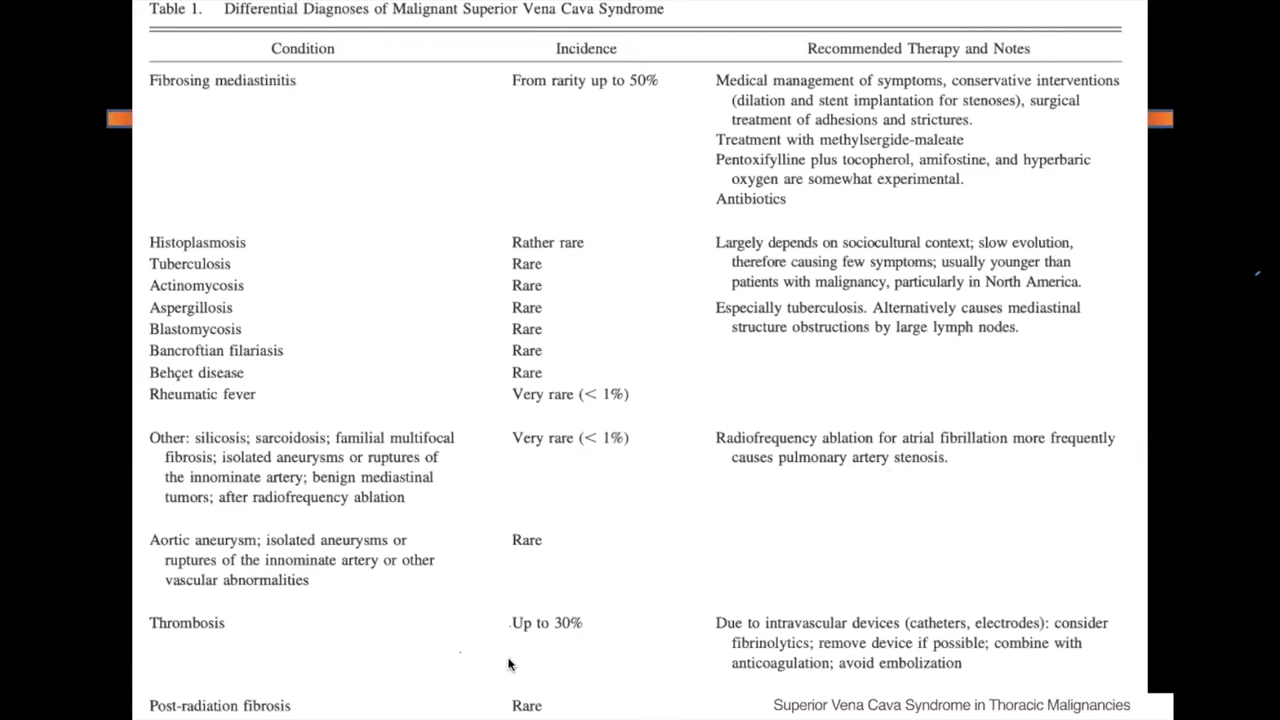 Table 1. Differential Diagnoses of Malignant Superior Vena Cava Syndrome
Condition Incidence Recommended Therapy and Notes
Fibrosing mediastinitis From rarity up to 50% Medical management of symptoms, conservative interventions
(dilation and stent implantation for stenoses), surgical
treatment of adhesions and strictures.
Treatment with methylsergide-maleate
Pentoxifylline plus tocopherol, amifostine, and hyperbaric
oxygen are somewhat experimental.
Antibiotics
Histoplasmosis Rather rare Largely depends on sociocultural context; slow evolution,
Tuberculosis Rare therefore causing few symptoms; usually younger than
Actinomycosis Rare patients with malignancy, particularly in North America.
Aspergillosis Rare Especially tuberculosis. Alternatively causes mediastinal
Blastomycosis Rare structure obstructions by large lymph nodes.
Bancroftian filariasis Rare
Behçet disease Rare
Rheumatic fever Very rare (< 1%)
Other: silicosis; sarcoidosis; familial multifocal Very rare (< 1%) Radiofrequency ablation for atrial fibrillation more frequently
fibrosis; isolated aneurysms or ruptures of causes pulmonary artery stenosis.
the innominate artery; benign mediastinal
tumors; after radiofrequency ablation
Aortic aneurysm; isolated aneurysms or Rare
ruptures of the innominate artery or other
vascular abnormalities
Thrombosis Up to 30% Due to intravascular devices (catheters, electrodes): consider
fibrinolytics; remove device if possible; combine with
anticoagulation; avoid embolization
Post-radiation fibrosis Rare
Superior Vena Cava Syndrome in Thoracic Malignancies